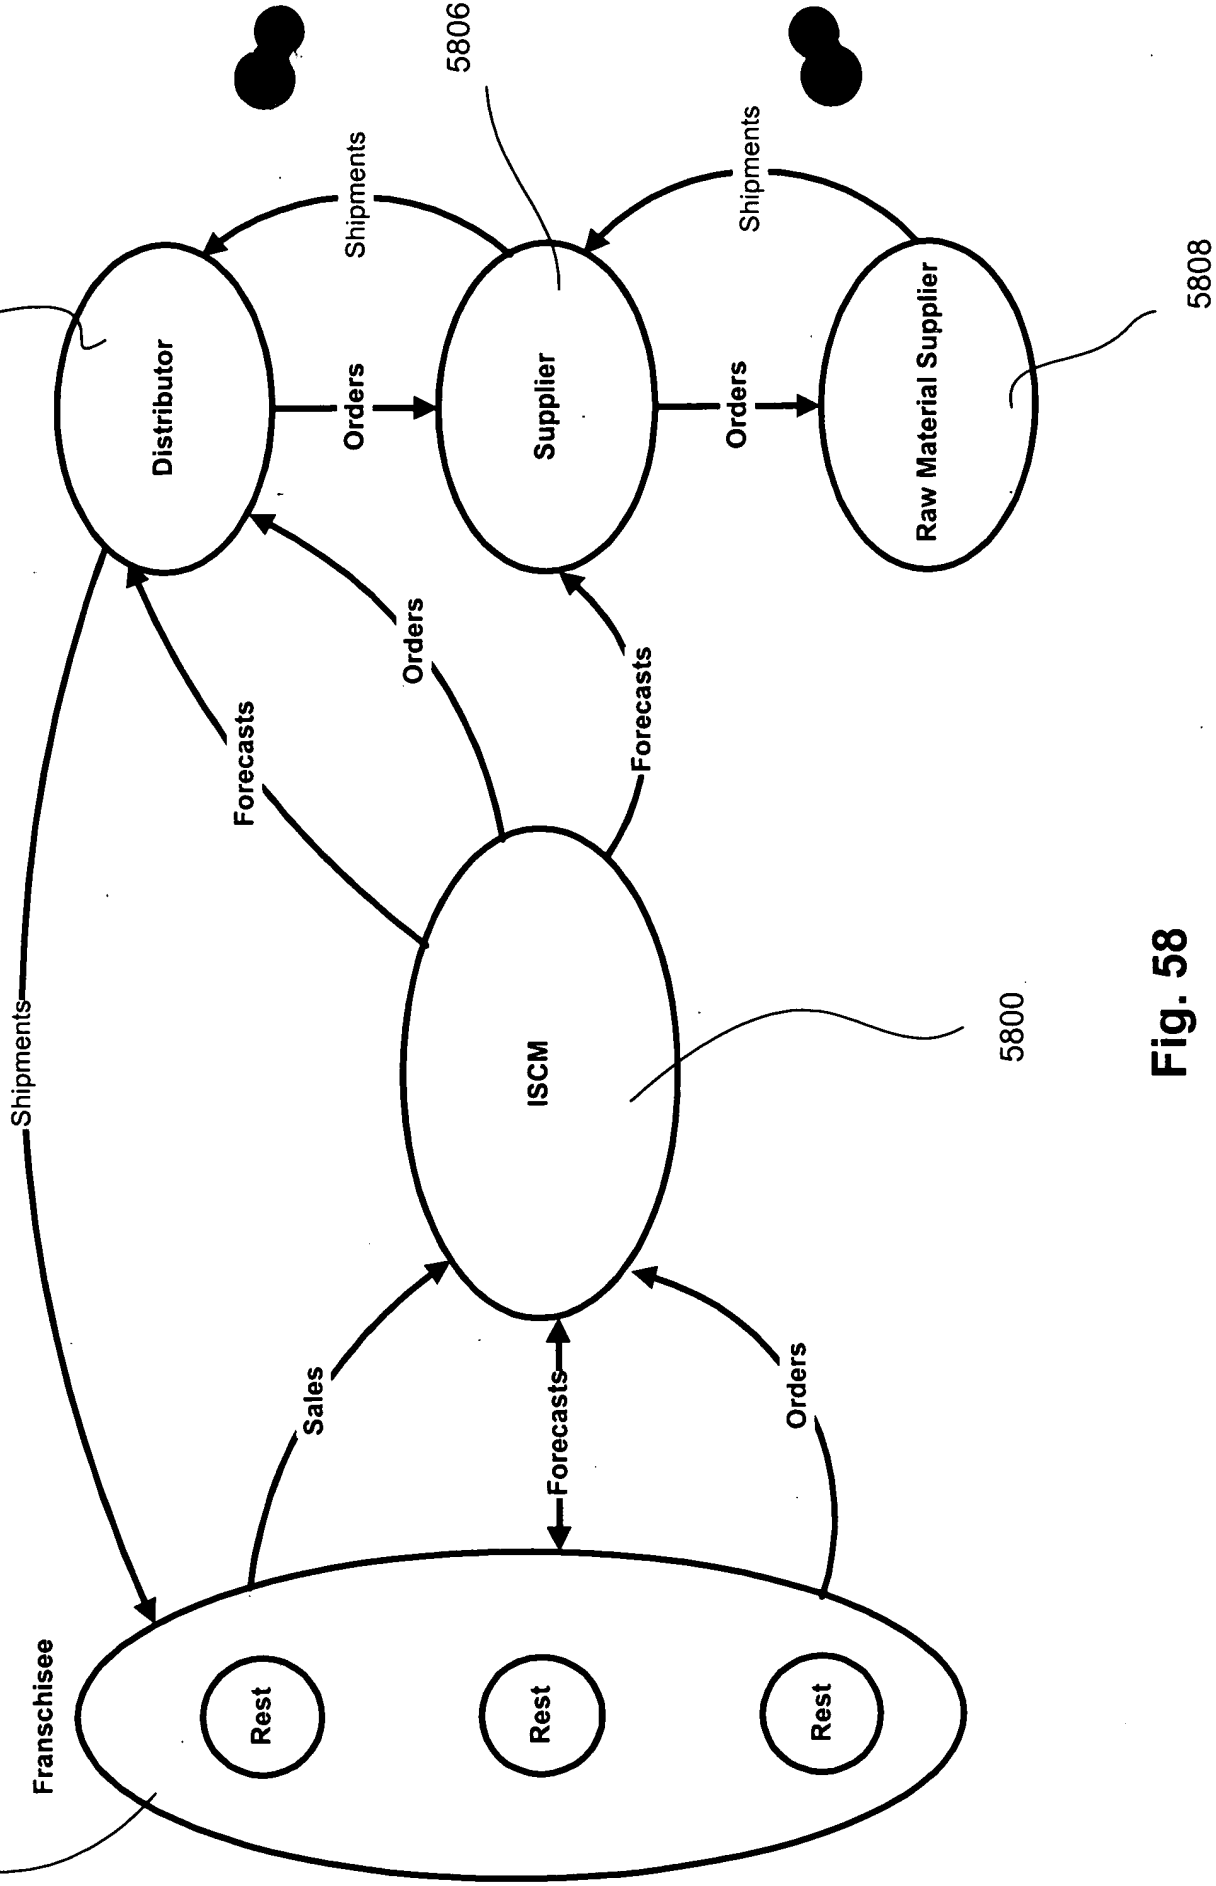 Shipments
Franschisee
Rest
Rest
Rest
Sales
Forecasts
Orders
ISCM
5800
Forecasts
Orders
Forecasts
Distributor
Orders
Shipments
Supplier
5806
Orders
Shipments
Raw Material Supplier
5808
Fig. 58